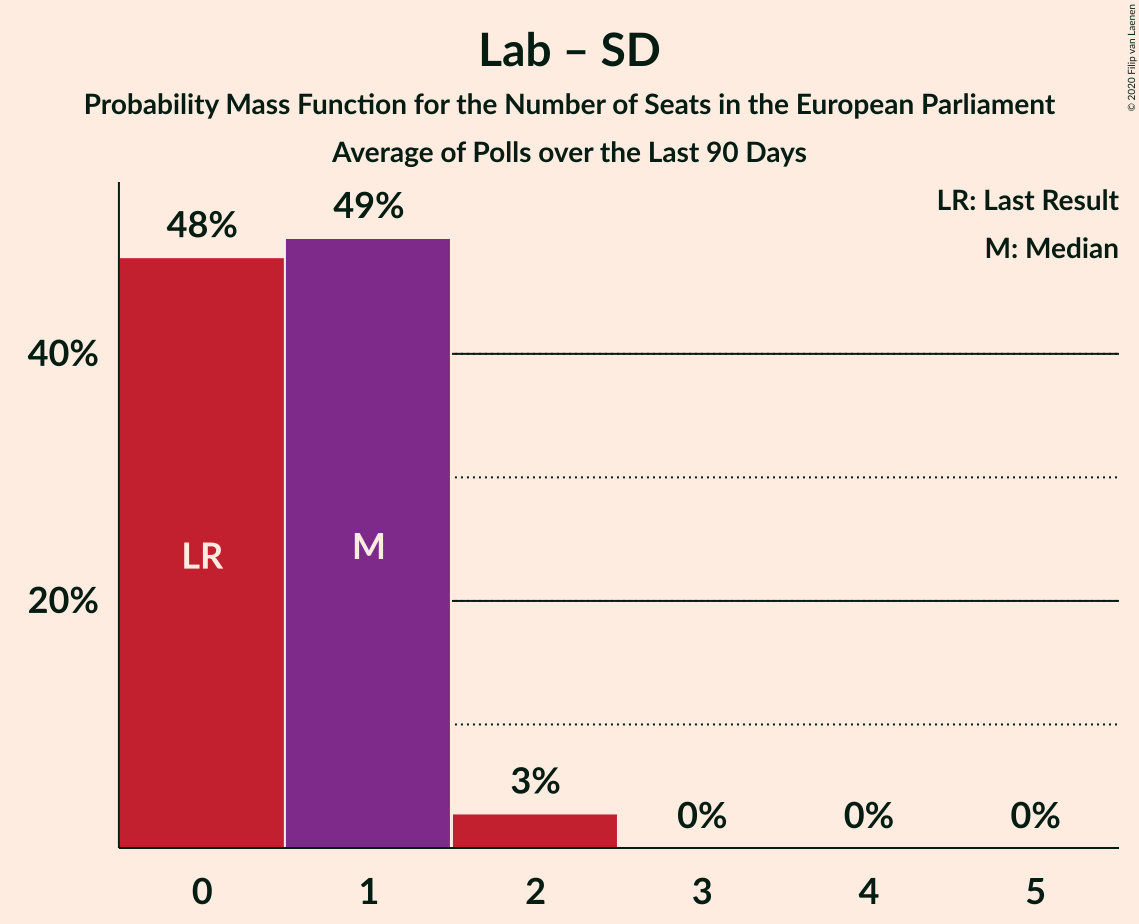 Lab – SD
Probability Mass Function for the Number of Seats in the European Parliament
Average of Polls over the Last 90 Days
© 2020 Filip van Laenen
LR: Last Result
M: Median
48%
49%
40%
LR
M
20%
3%
0%
0%
0%
0
1
2
3
4
5